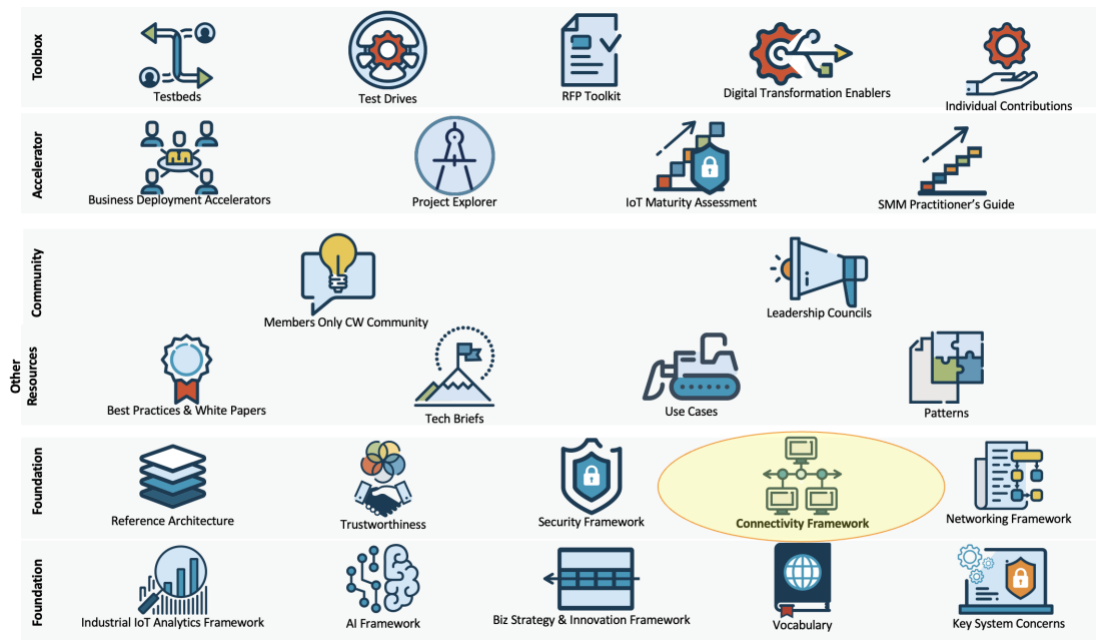 Toolbox
Testbeds
Test Drives
RFP Toolkit
Digital Transformation Enablers
Individual Contributions
Accelerator
Business Deployment Accelerators
Project Explorer
IoT Maturity Assessment
SMM Practitioner's Guide
Community
Members Only CW Community
Leadership Councils
Other
Resources
Best Practices & White Papers
Tech Briefs
Use Cases
Patterns
Foundation
Reference Architecture
Trustworthiness
Security Framework
Connectivity Framework
Networking Framework
Foundation
Industrial IoT Analytics Framework
AI Framework
Biz Strategy & Innovation Framework
Vocabulary
Key System Concerns